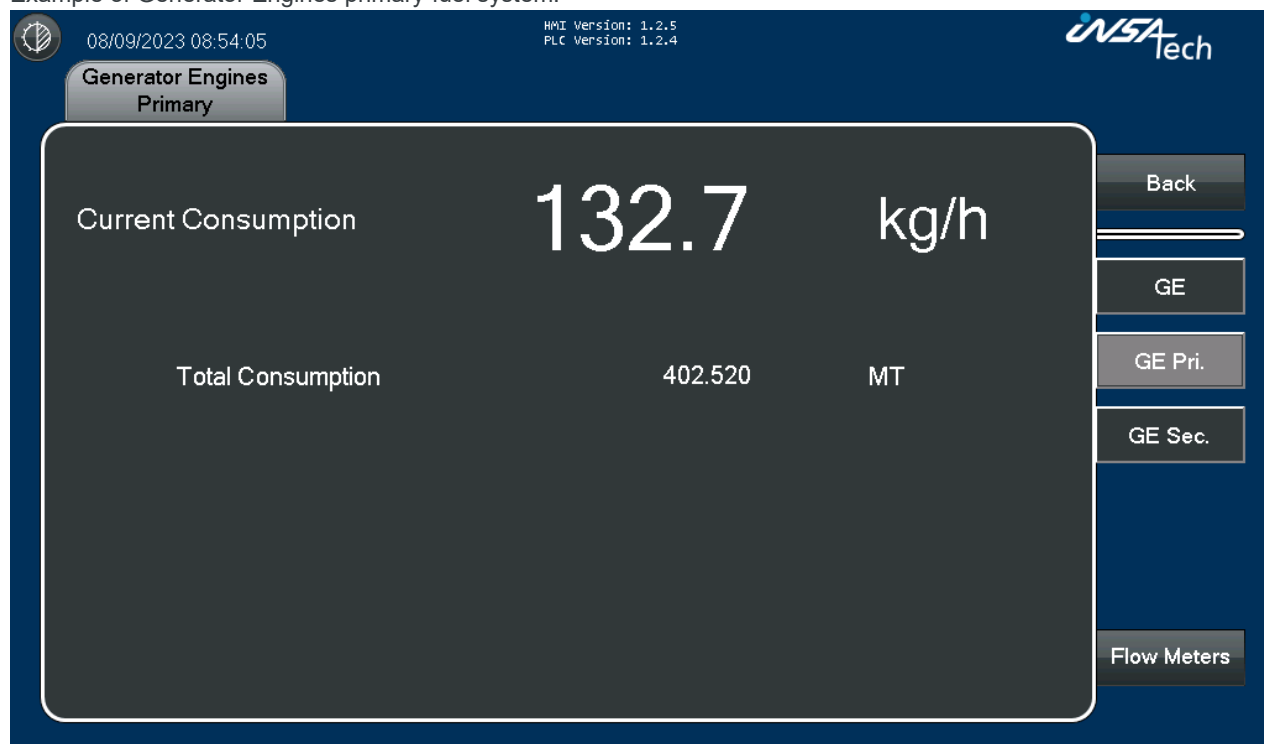 Example of Generator Engines primary fuel system.
08/09/2023 08:54:05
HMI Version: 1.2.5
PLC Version: 1.2.4
iNSATech
Generator Engines
Primary
Current Consumption 132.7 kg/h
Total Consumption 402.520 MT
Back
GE
GE Pri.
GE Sec.
Flow Meters